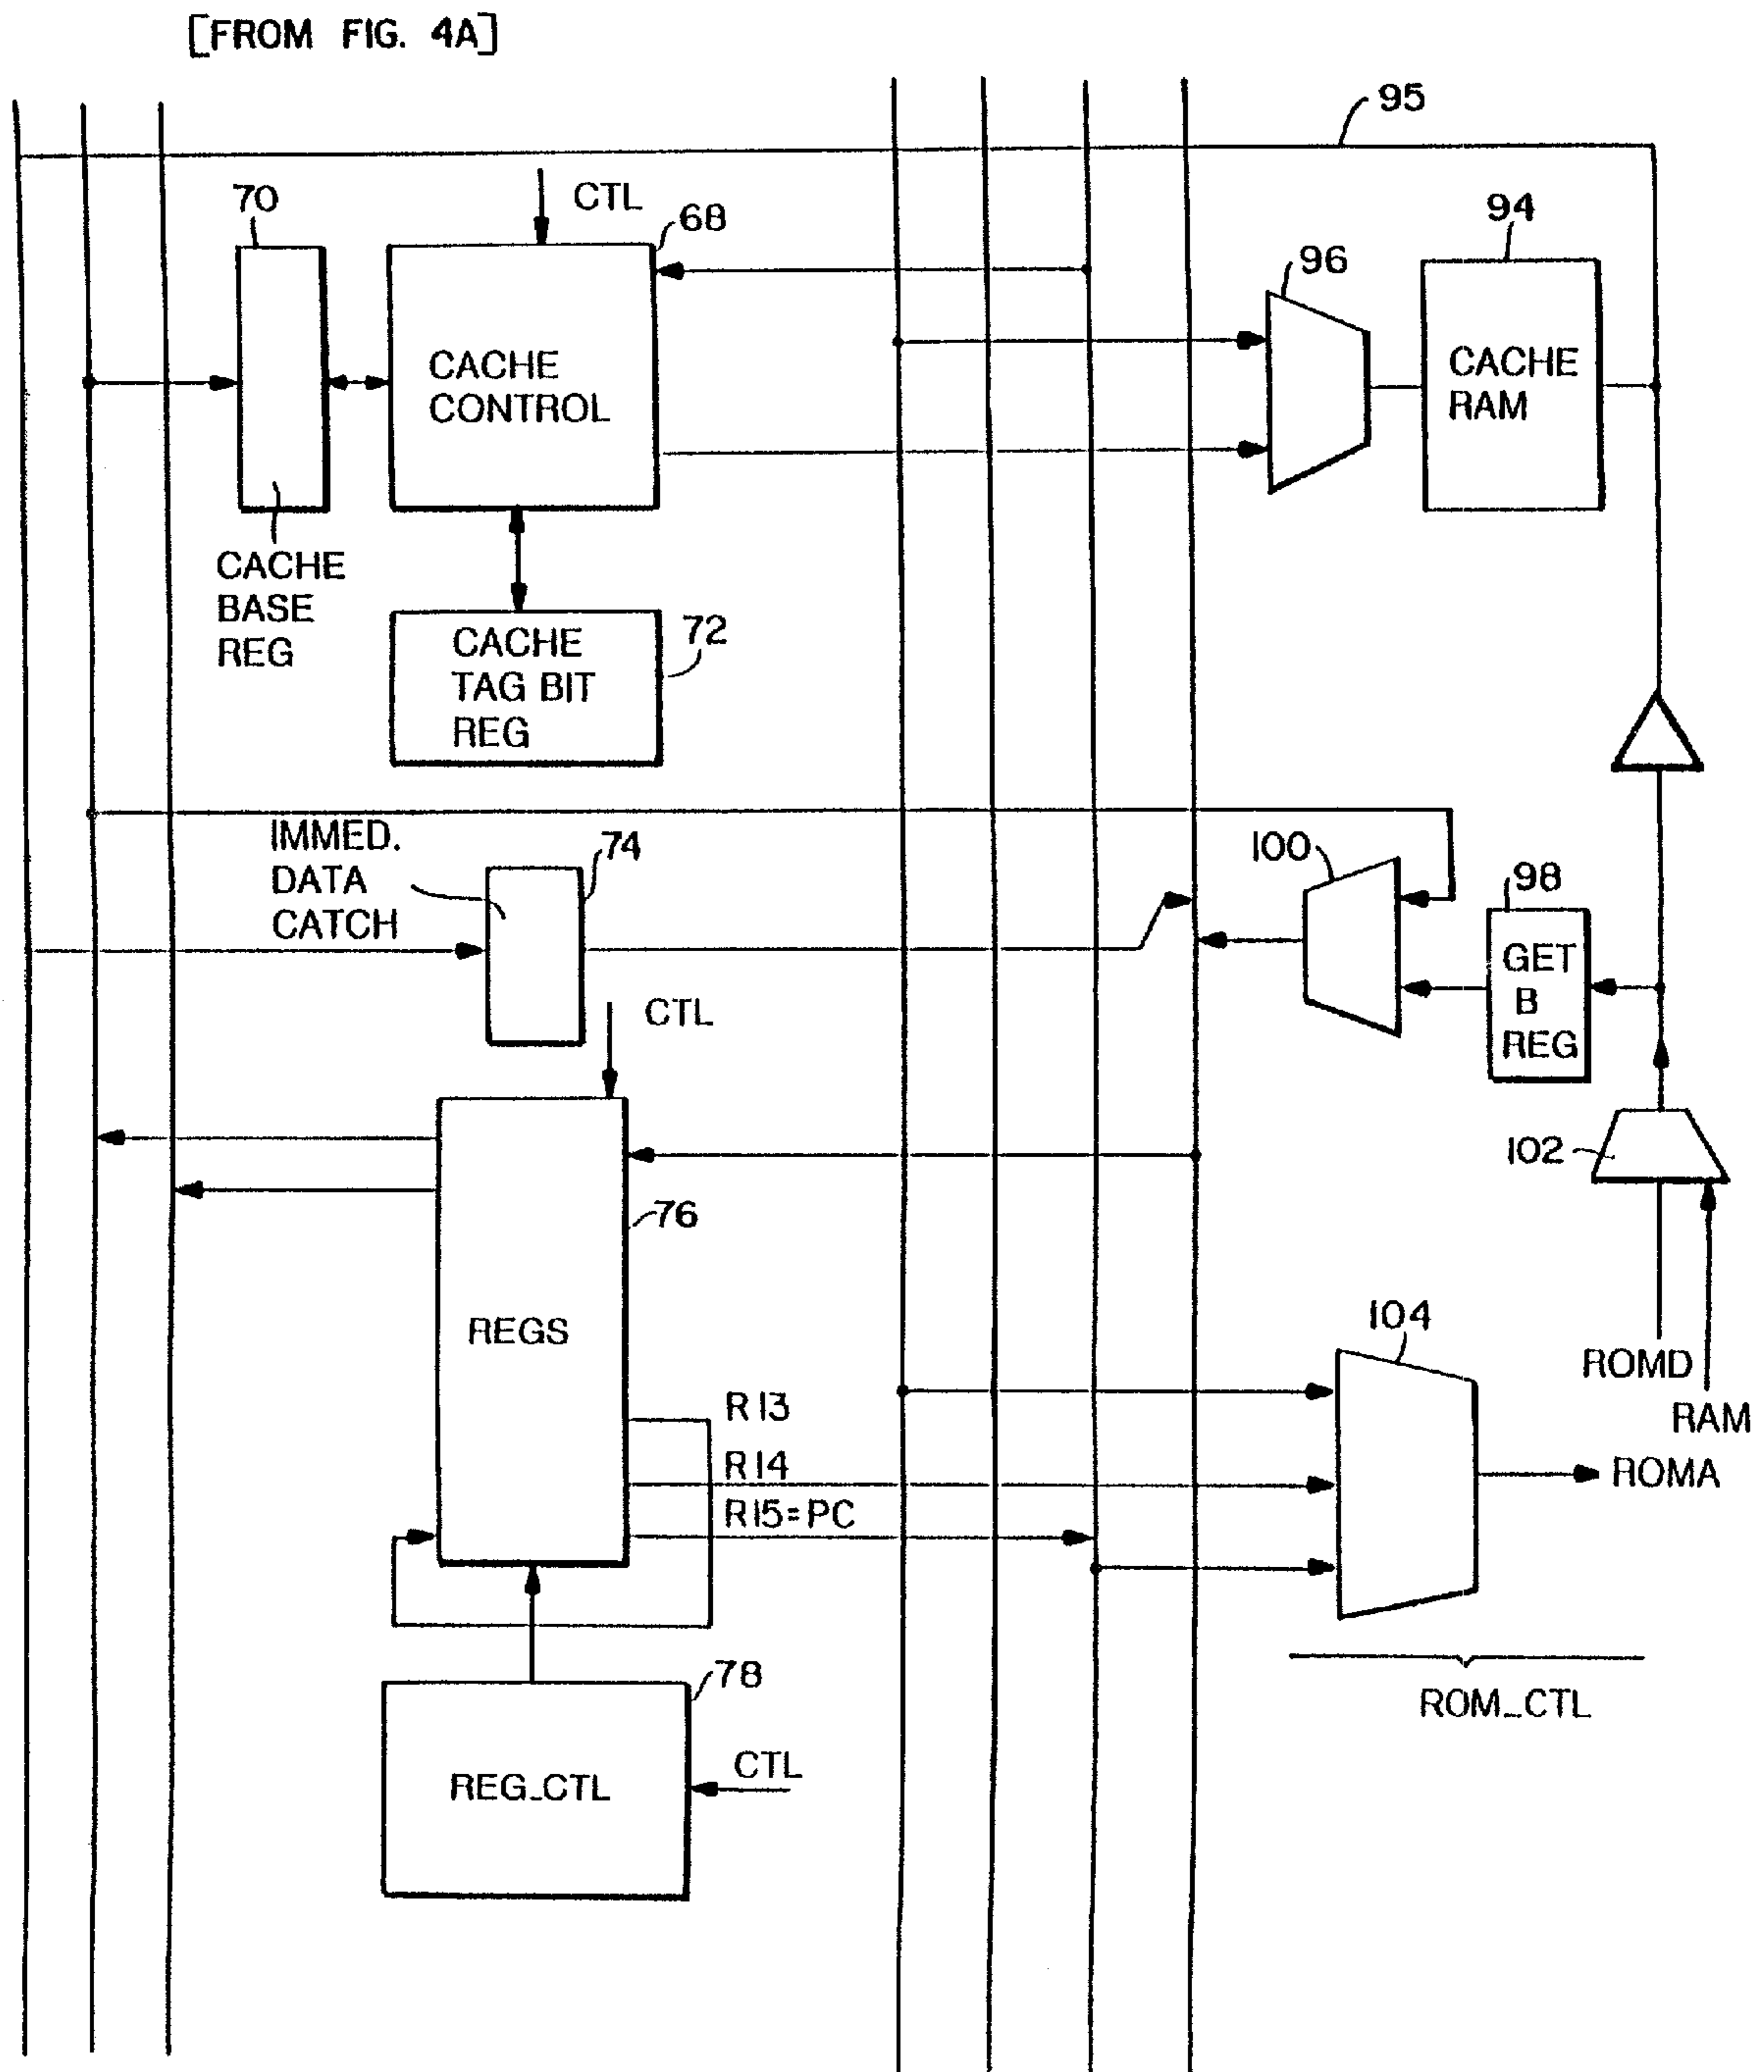 [FROM FIG. 4A]
95
70
CTL
68
94
96
CACHE
CONTROL
CACHE
RAM
CACHE
BASE
REG
72
CACHE
TAG BIT
REG
IMMED.
DATA
CATCH
74
100
98
GET
B
REG
CTL
102
76
REGS
104
ROMD
RAM
R13
R14
R15=PC
ROMA
78
ROM_CTL
REG_CTL
CTL